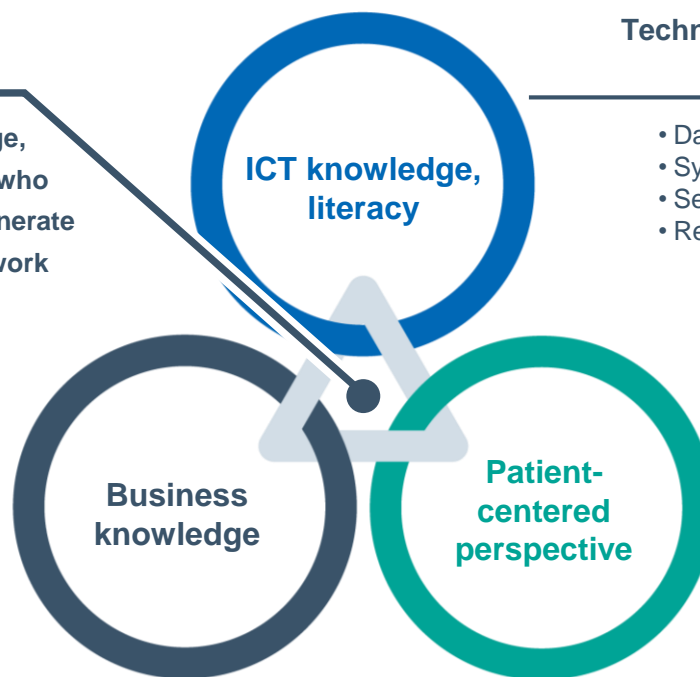 Techn
ge,
who
nerate
work
ICT knowledge,
literacy
• Da
• Sy
• Se
• Re
Business
knowledge
Patient-
centered
perspective